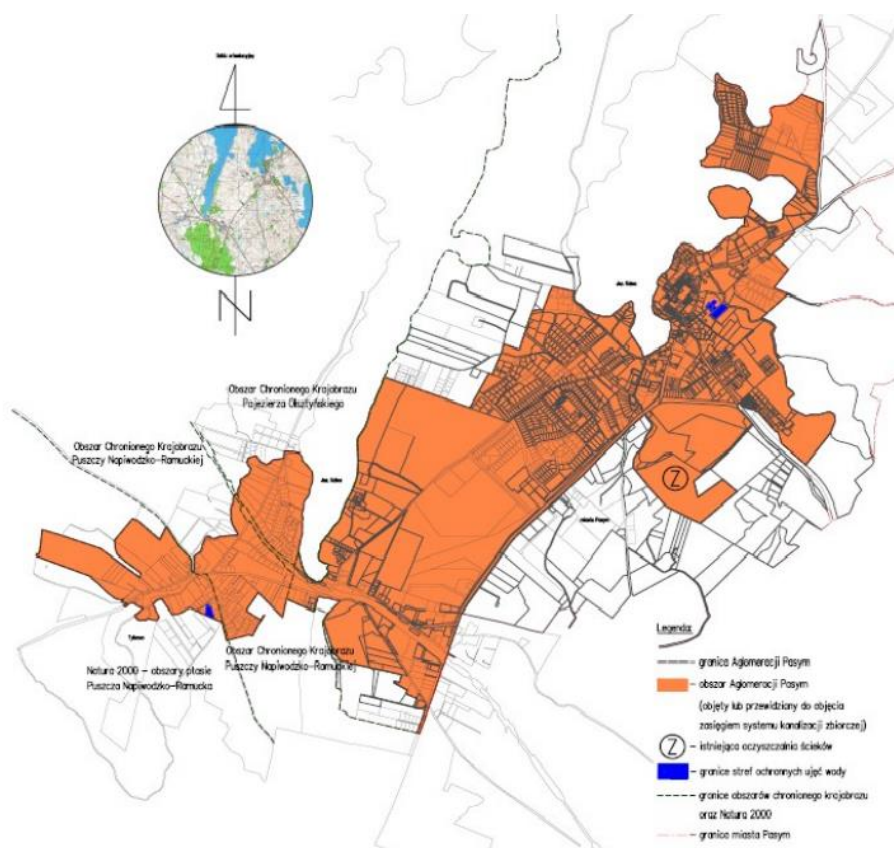 N
Obszar Chronionego Krajobrazu
Pojezierza Olsztyńskiego
Obszar Chronionego Krajobrazu
Puszczy Napiwodzko-Ramuckiej
miasto Pasym
Z
Obszar Chronionego Krajobrazu
Puszczy Napiwodzko-Ramuckiej
Natura 2000 - obszary ptasie
Puszcza Napiwodzko-Ramucka
Legenda:
- granica Aglomeracji Pasym
- obszar Aglomeracji Pasym
(objęty lub przewidziany do objęcia
zasięgiem systemu kanalizacji zbiorczej)
Z - istniejąca oczyszczalnia ścieków
- granice stref ochronnych ujęć wody
- granice obszarów chronionego krajobrazu
oraz Natura 2000
- granice miasta Pasym